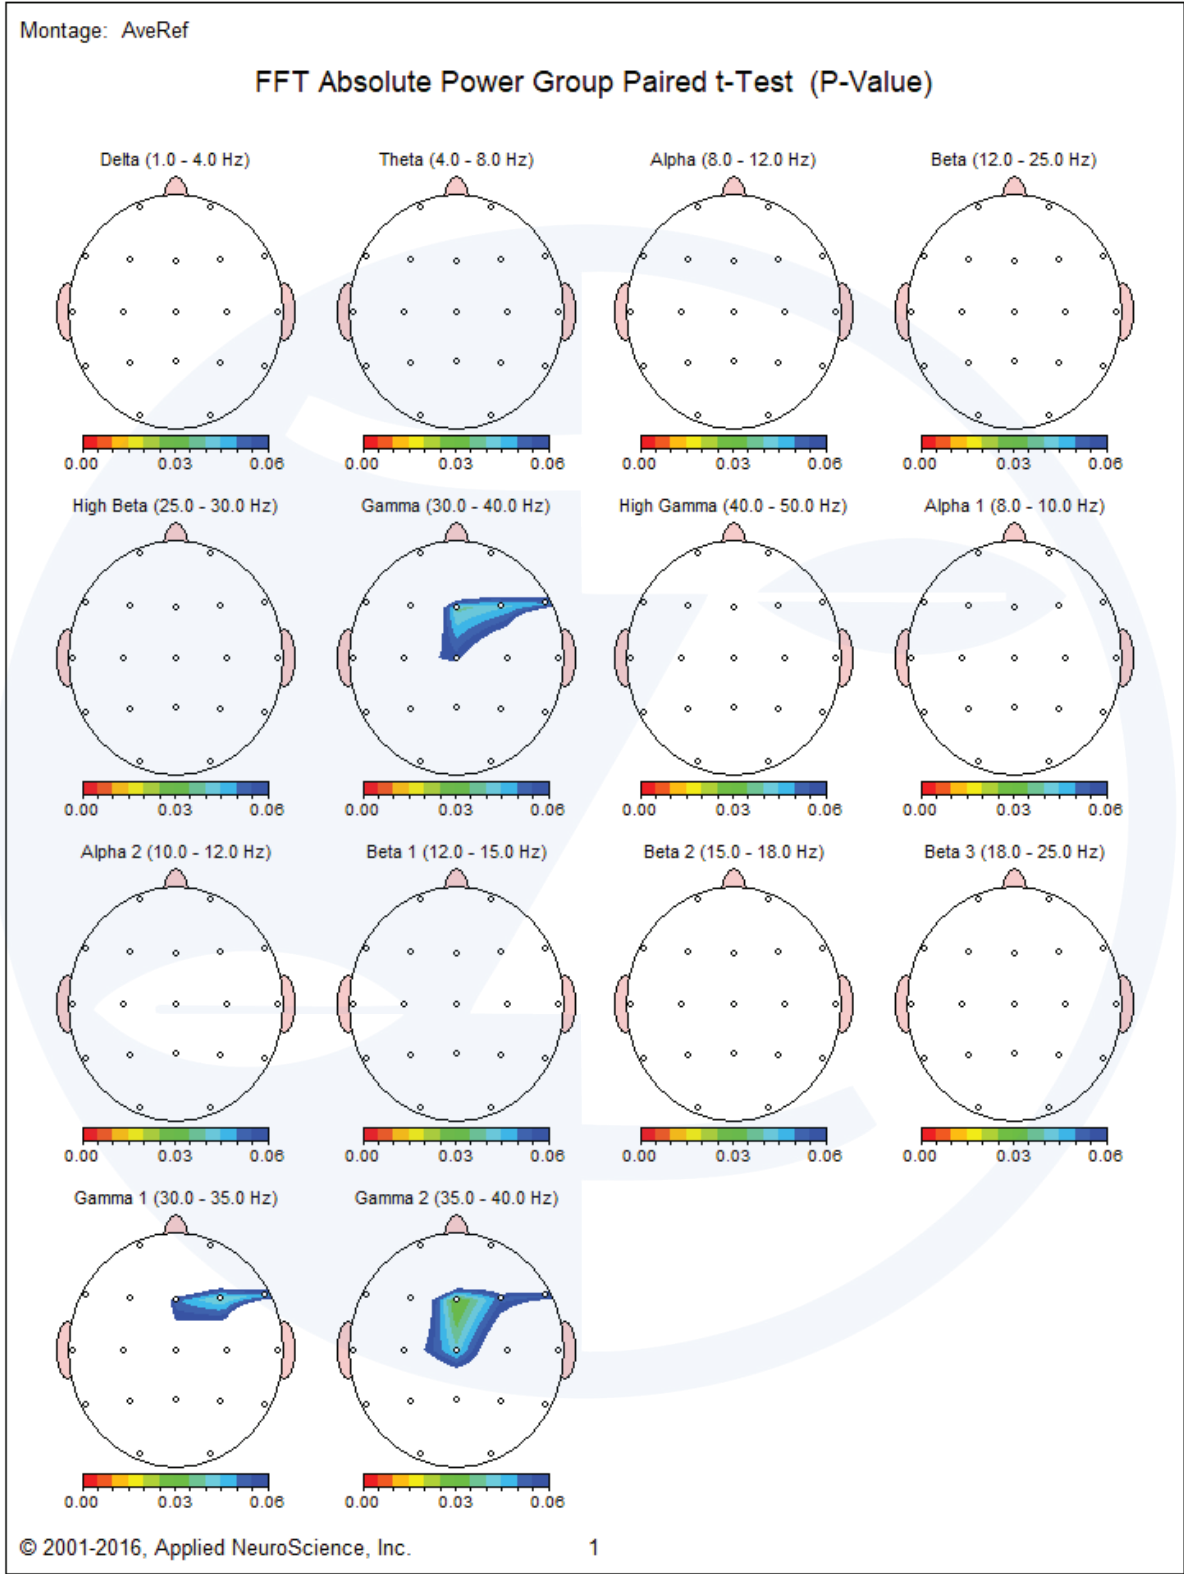 Montage: AveRef
FFT Absolute Power Group Paired t-Test (P-Value)
Delta (1.0 - 4.0 Hz) Theta (4.0 - 8.0 Hz) Alpha (8.0 - 12.0 Hz) Beta (12.0 - 25.0 Hz)
0.00 0.03 0.06 0.00 0.03 0.06 0.00 0.03 0.06 0.00 0.03 0.06
High Beta (25.0 - 30.0 Hz) Gamma (30.0 - 40.0 Hz) High Gamma (40.0 - 50.0 Hz) Alpha 1 (8.0 - 10.0 Hz)
0.00 0.03 0.06 0.00 0.03 0.06 0.00 0.03 0.06 0.00 0.03 0.06
Alpha 2 (10.0 - 12.0 Hz) Beta 1 (12.0 - 15.0 Hz) Beta 2 (15.0 - 18.0 Hz) Beta 3 (18.0 - 25.0 Hz)
0.00 0.03 0.06 0.00 0.03 0.06 0.00 0.03 0.06 0.00 0.03 0.06
Gamma 1 (30.0 - 35.0 Hz) Gamma 2 (35.0 - 40.0 Hz)
0.00 0.03 0.06 0.00 0.03 0.06
© 2001-2016, Applied NeuroScience, Inc. 1